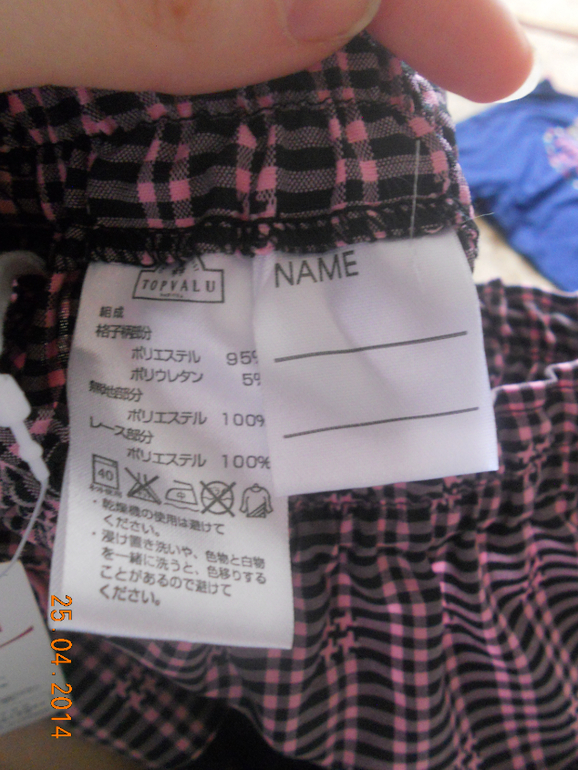 TOPVALU
NAME
組成
格子柄部分
ポリエステル 95%
ポリウレタン 5%
無地部分
ポリエステル 100%
レース部分
ポリエステル 100%
40
・乾燥機の使用は避けて
ください。
・浸け置き洗いや、色物と白物
を一緒に洗うと、色移りする
ことがあるので避けて
ください。
25.04.2014